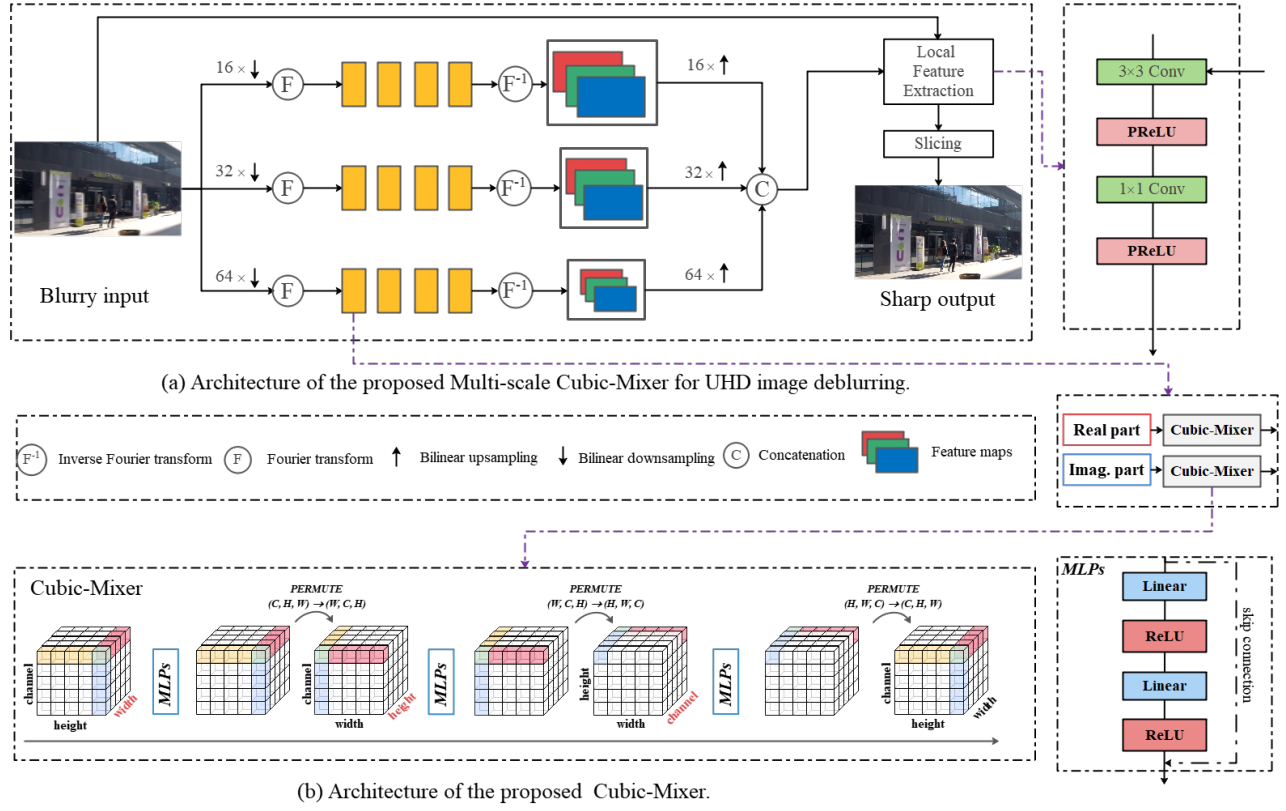 16 × F F⁻¹ 16 ×
Local
Feature
Extraction
Slicing
3×3 Conv
PReLU
1×1 Conv
PReLU
32 × F F⁻¹ 32 × C
64 × F F⁻¹ 64 ×
Blurry input
Sharp output
(a) Architecture of the proposed Multi-scale Cubic-Mixer for UHD image deblurring.
F⁻¹ Inverse Fourier transform F Fourier transform Bilinear upsampling Bilinear downsampling C Concatenation Feature maps
Real part Cubic-Mixer
Imag. part Cubic-Mixer
Cubic-Mixer
PERMUTE
(C, H, W) → (W, C, H)
PERMUTE
(W, C, H) → (H, W, C)
PERMUTE
(H, W, C) → (C, H, W)
channel
height
width
MLPs
channel
width
height
MLPs
height
width
channel
MLPs
channel
height
width
MLPs
Linear
ReLU
Linear
ReLU
skip connection
(b) Architecture of the proposed Cubic-Mixer.